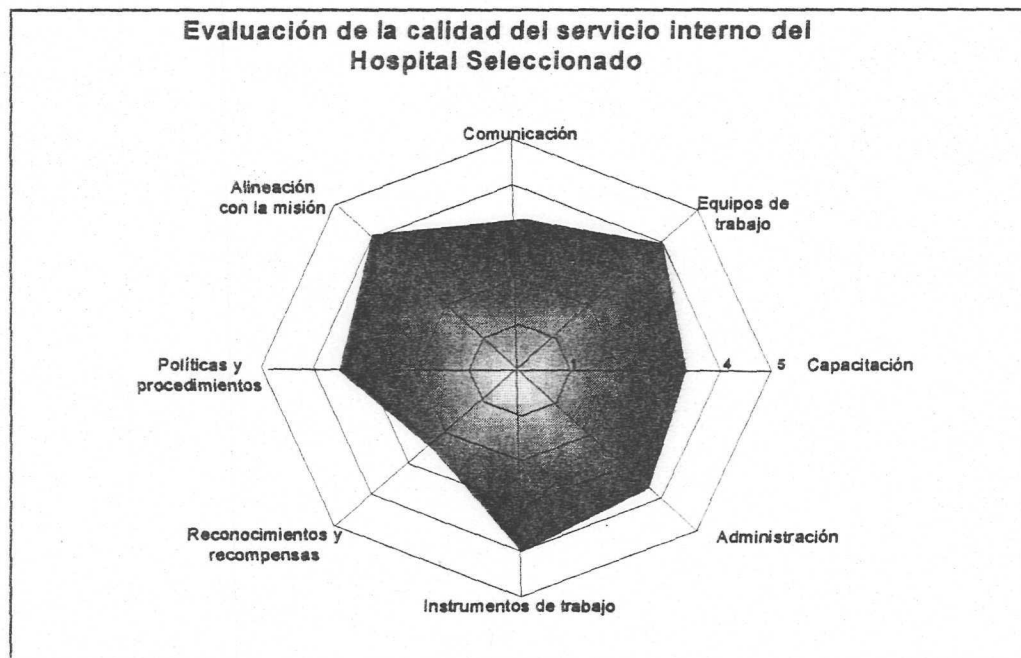 Evaluación de la calidad del servicio interno del
Hospital Seleccionado
Comunicación
Alineación
con la misión
Equipos de
trabajo
Políticas y
procedimientos
1
4
5
Capacitación
Reconocimientos y
recompensas
Administración
Instrumentos de trabajo